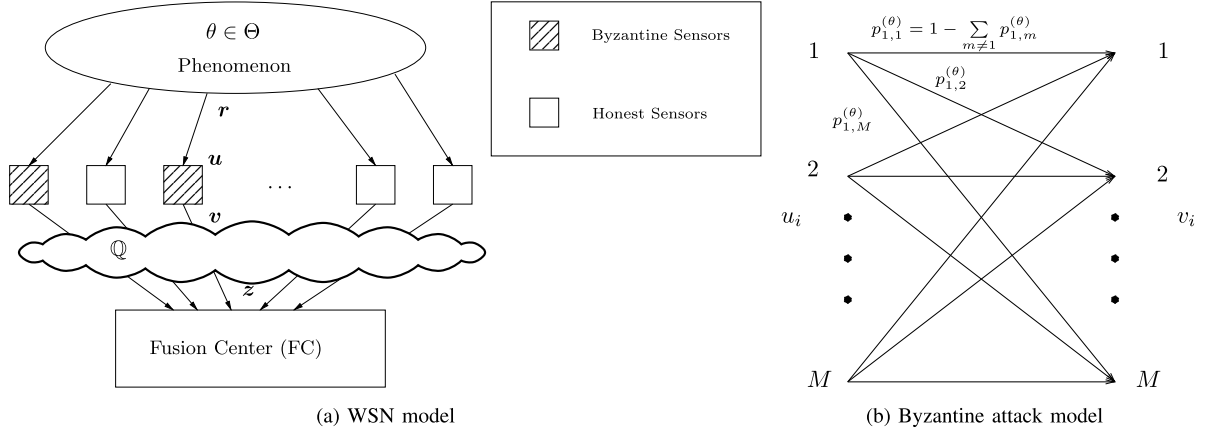 θ ∈ Θ
Phenomenon
r
u
...
v
ℚ
z
Fusion Center (FC)
Byzantine Sensors
Honest Sensors
(a) WSN model
p_{1,1}^{(θ)} = 1 − ∑_{m≠1} p_{1,m}^{(θ)}
1 1
p_{1,2}^{(θ)}
p_{1,M}^{(θ)}
2 2
u_i v_i
M M
(b) Byzantine attack model